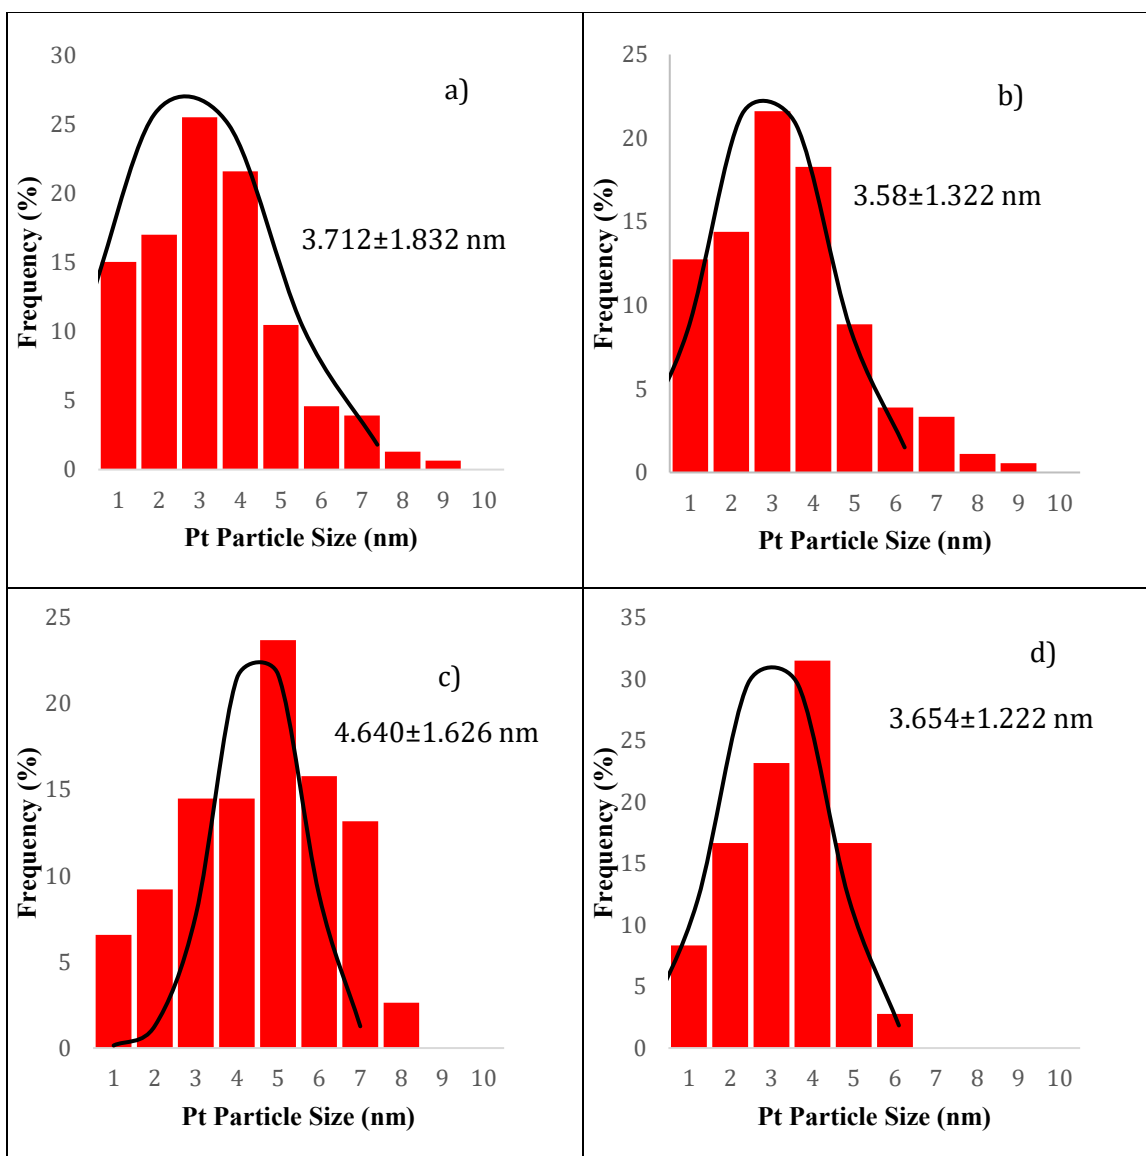 a)
3.712±1.832 nm
Frequency (%)
30
25
20
15
10
5
0
1 2 3 4 5 6 7 8 9 10
Pt Particle Size (nm)
b)
3.58±1.322 nm
Frequency (%)
25
20
15
10
5
0
1 2 3 4 5 6 7 8 9 10
Pt Particle Size (nm)
c)
4.640±1.626 nm
Frequency (%)
25
20
15
10
5
0
1 2 3 4 5 6 7 8 9 10
Pt Particle Size (nm)
d)
3.654±1.222 nm
Frequency (%)
35
30
25
20
15
10
5
0
1 2 3 4 5 6 7 8 9 10
Pt Particle Size (nm)